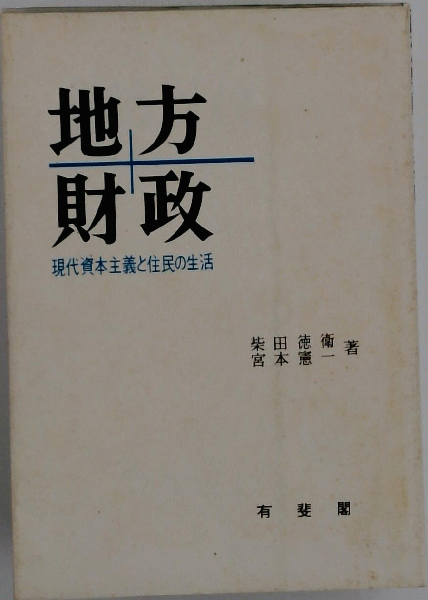 地方
財政
現代資本主義と住民の生活
柴田徳衛
宮本憲一 著
有斐閣